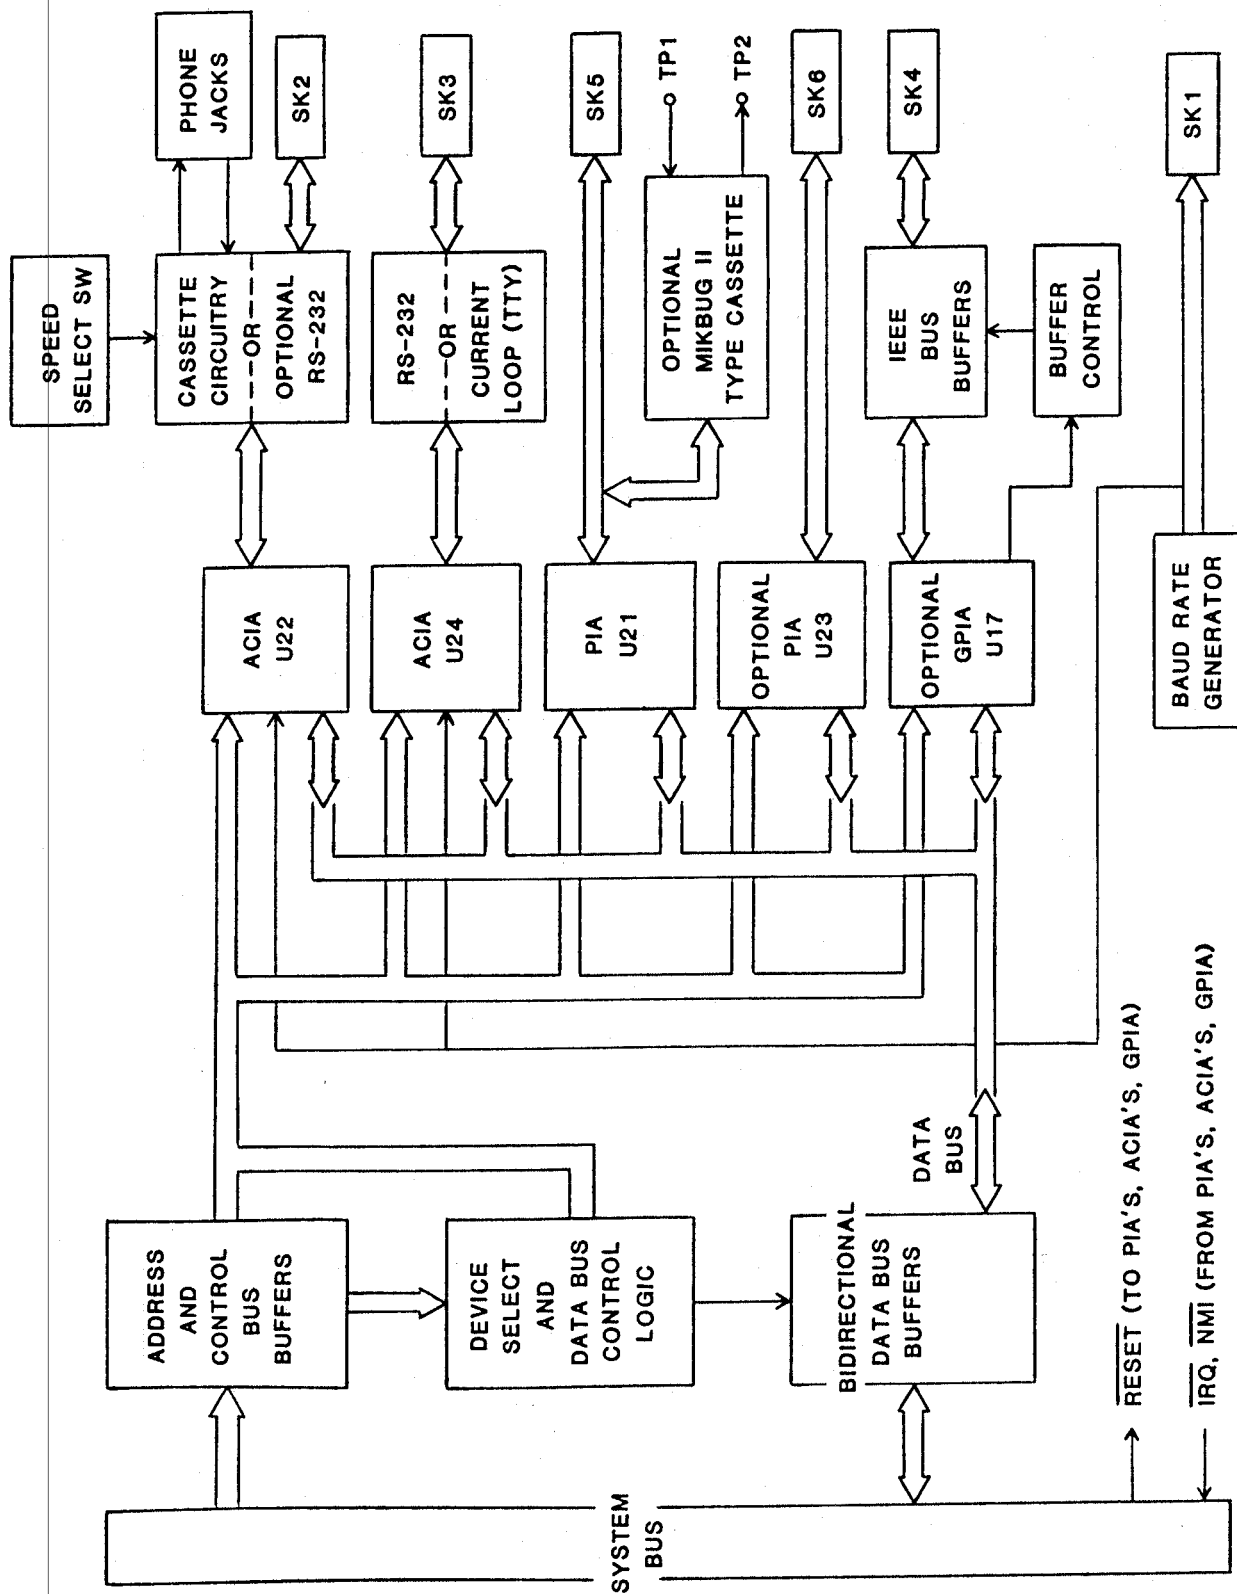 SPEED
SELECT SW
PHONE
JACKS
CASSETTE
CIRCUITRY
OR
OPTIONAL
RS-232
SK2
RS-232
OR
CURRENT
LOOP (TTY)
SK3
SK5
OPTIONAL
MIKBUG II
TYPE CASSETTE
TP1
TP2
SK6
IEEE
BUS
BUFFERS
SK4
BUFFER
CONTROL
SK1
ACIA
U22
ACIA
U24
PIA
U21
OPTIONAL
PIA
U23
OPTIONAL
GPIA
U17
BAUD RATE
GENERATOR
ADDRESS
AND
CONTROL
BUS
BUFFERS
DEVICE
SELECT
AND
DATA BUS
CONTROL
LOGIC
BIDIRECTIONAL
DATA BUS
BUFFERS
DATA
BUS
SYSTEM
BUS
RESET (TO PIA'S, ACIA'S, GPIA)
IRQ, NMI (FROM PIA'S, ACIA'S, GPIA)